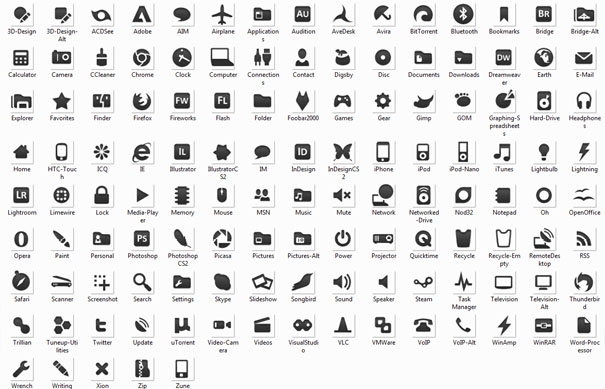 3D-Design 3D-Design- ACDSee Adobe AIM Airplane Application Audition AveDesk Avira BitTorrent Bluetooth Bookmarks Bridge Bridge-Alt
Alt s
Calculator Camera CCleaner Chrome Clock Computer Connection Contact Digsby Disc Documents Downloads Dreamweav Earth E-Mail
s er
Explorer Favorites Finder Firefox Fireworks Flash Folder Foobar2000 Games Gear Gimp GOM Graphing-S Hard-Drive Headphone
preadsheet s
s
Home HTC-Touc ICQ IE Illustrator IllustratorC IM InDesign InDesignCS iPhone iPod iPod-Nano iTunes Lightbulb Lightning
h S2 2
Lightroom Limewire Lock Media-Play Memory Mouse MSN Music Mute Network Networked Nod32 Notepad Oh OpenOffice
er -Drive
Opera Paint Personal Photoshop Photoshop Picasa Pictures Pictures-Alt Power Projector Quicktime Recycle Recycle-Em RemoteDes RSS
CS2 pty ktop
Safari Scanner Screenshot Search Settings Skype Slideshow Songbird Sound Speaker Steam Task Television Television- Thunderbir
Manager Alt d
Trillian Tuneup-Uti Twitter Update uTorrent Video-Cam Videos VisualStudi VLC VMWare VoIP VoIP-Alt WinAmp WinRAR Word-Proc
lities era o essor
Wrench Writing Xion Zip Zune